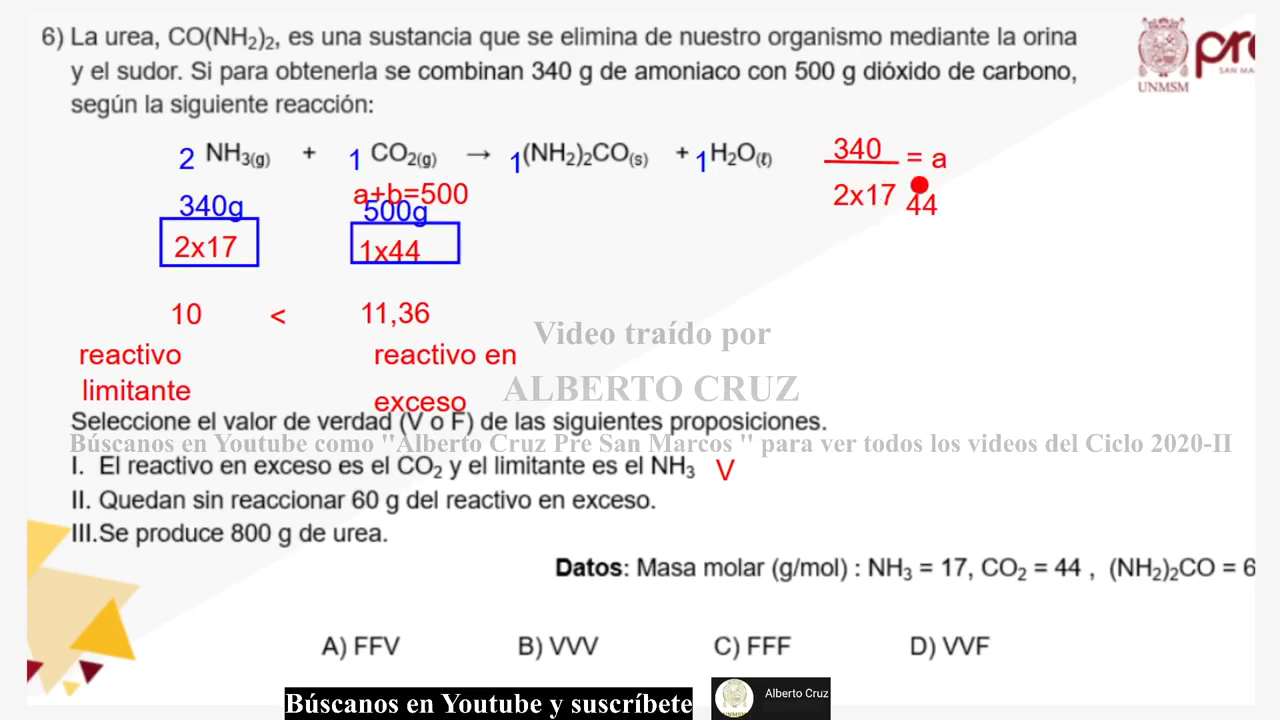 6) La urea, CO(NH₂)₂, es una sustancia que se elimina de nuestro organismo mediante la orina
y el sudor. Si para obtenerla se combinan 340 g de amoniaco con 500 g dióxido de carbono,
según la siguiente reacción:
UNMSM
SAN MA
2 NH₃(g) + 1 CO₂(g) → 1(NH₂)₂CO(s) + 1H₂O(ℓ)
340 = a
2x17 44
a+b=500
340g 500g
2x17 1x44
10 < 11,36
reactivo reactivo en
limitante exceso
Video traído por
ALBERTO CRUZ
Seleccione el valor de verdad (V o F) de las siguientes proposiciones.
Búscanos en Youtube como "Alberto Cruz Pre San Marcos " para ver todos los videos del Ciclo 2020-II
I. El reactivo en exceso es el CO₂ y el limitante es el NH₃ V
II. Quedan sin reaccionar 60 g del reactivo en exceso.
III.Se produce 800 g de urea.
Datos: Masa molar (g/mol) : NH₃ = 17, CO₂ = 44 , (NH₂)₂CO = 6
A) FFV B) VVV C) FFF D) VVF
Búscanos en Youtube y suscríbete
Alberto Cruz